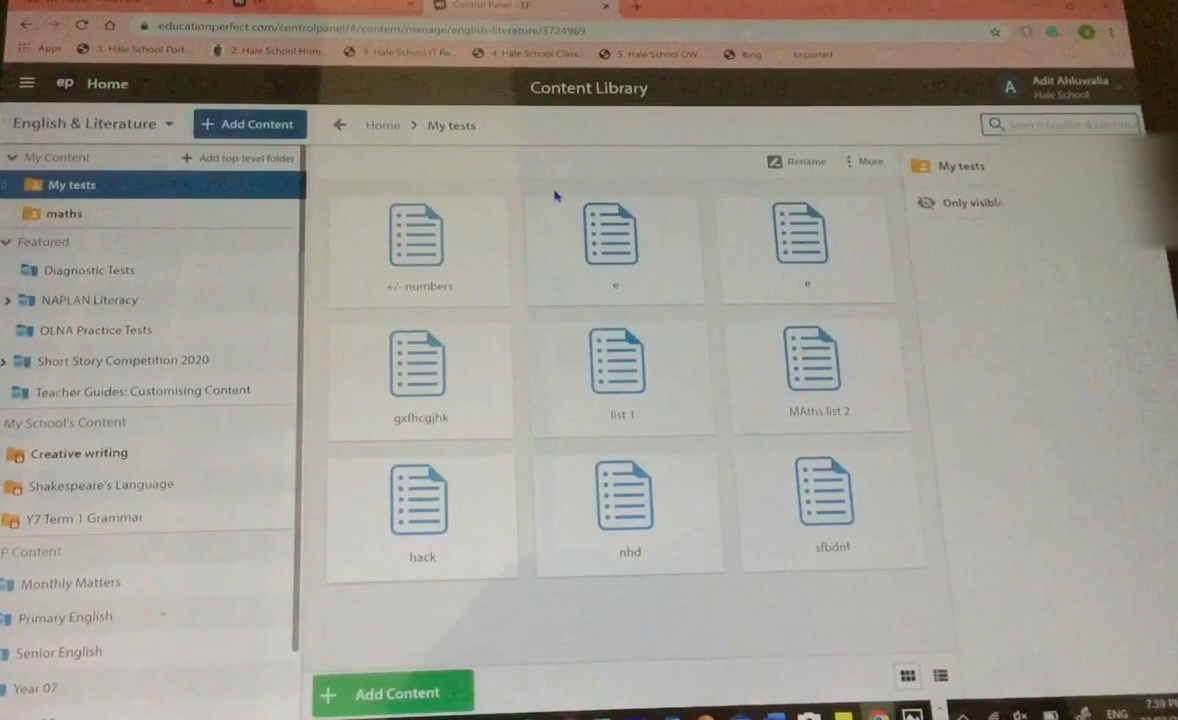 Control Panel - EP
educationperfect.com/controlpanel/#/content/manage/english-literature/3724969
Apps
1. Hale School Port...
2. Hale School Hom...
3. Hale School IT Re...
4. Hale School Class...
5. Hale School OW...
Bing
Imported
ep Home
Content Library
A
Adit Ahluwalia
Hale School
English & Literature
+ Add Content
Home > My tests
My Content
+ Add top-level folder
Rename
More
My tests
My tests
maths
Only visible
Featured
Diagnostic Tests
NAPLAN Literacy
OLNA Practice Tests
Short Story Competition 2020
Teacher Guides: Customising Content
My School's Content
Creative writing
Shakespeare's Language
Y7 Term 1 Grammar
P Content
Monthly Matters
Primary English
Senior English
Year 07
+/- numbers
e
e
gxfhcgjhk
list 1
MAths list 2
hack
nhd
sfbdnf
+ Add Content
ENG
7:39 PM